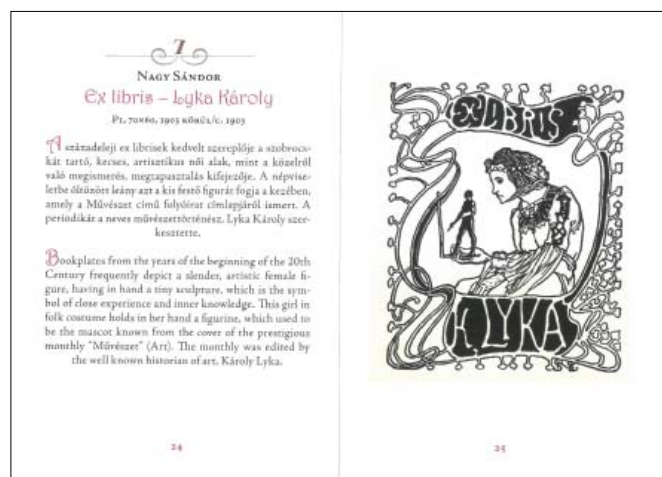 7
NAGY SÁNDOR
Ex libris – Lyka Károly
P1, 70×60, 1903 KÖRÜL/C. 1903
A századeleji ex librisek kedvelt szereplője a szobrocs-
kát tartó, kecses, artisztikus női alak, mint a közelről
való megismerés, megtapasztalás kifejezője. A népvise-
letbe öltözött leány azt a kis festő figurát fogja a kezében,
amely a Művészet című folyóirat címlapjáról ismert. A
periodikát a neves művészettörténész, Lyka Károly szer-
kesztette.
Bookplates from the years of the beginning of the 20th
Century frequently depict a slender, artistic female fi-
gure, having in hand a tiny sculpture, which is the sym-
bol of close experience and inner knowledge. This girl in
folk costume holds in her hand a figurine, which used to
be the mascot known from the cover of the prestigious
monthly "Művészet" (Art). The monthly was edited by
the well known historian of art, Károly Lyka.
24
EX LIBRIS
K LYKA
25